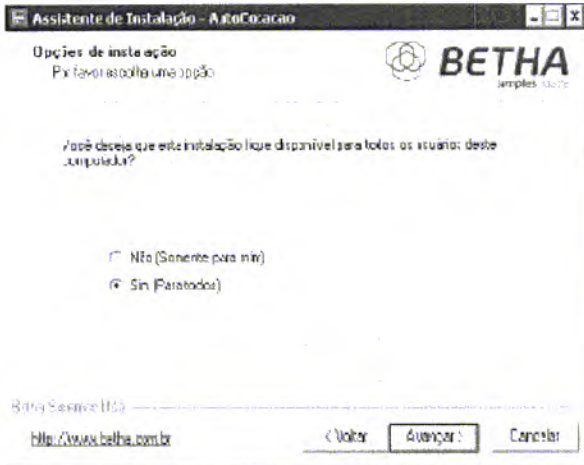 Assistente de Instalação - AutoCotacao
Opções de instalação
Por favor escolha uma opção
BETHA
simples
Você deseja que esta instalação fique disponível para todos os usuários deste
computador?
Não (Somente para mim)
Sim (Para todos)
Betha Sistemas Ltda
http://www.betha.com.br
< Voltar
Avançar >
Cancelar